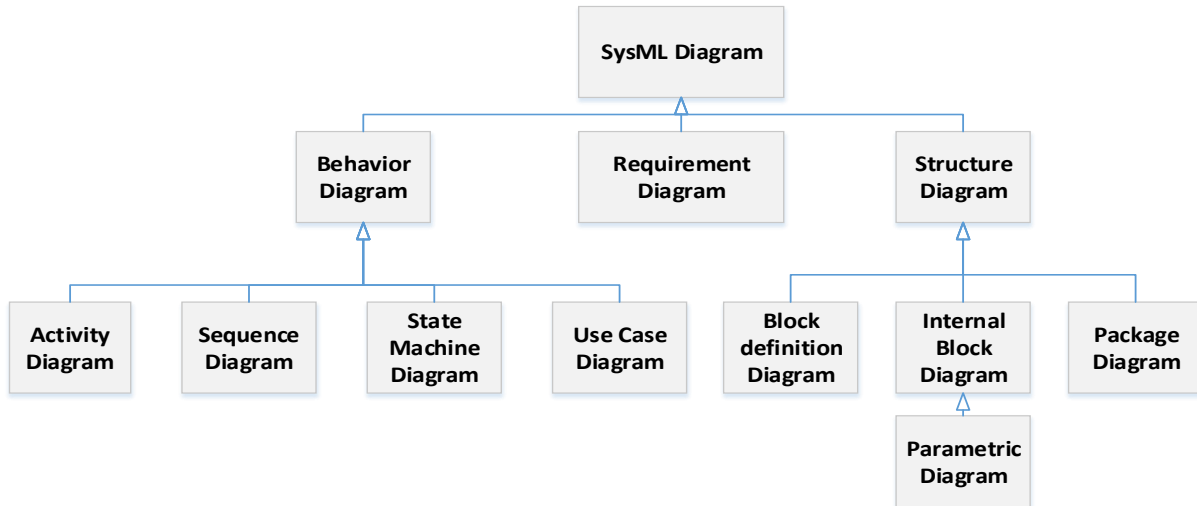 SysML Diagram
Behavior
Diagram
Requirement
Diagram
Structure
Diagram
Activity
Diagram
Sequence
Diagram
State
Machine
Diagram
Use Case
Diagram
Block
definition
Diagram
Internal
Block
Diagram
Package
Diagram
Parametric
Diagram